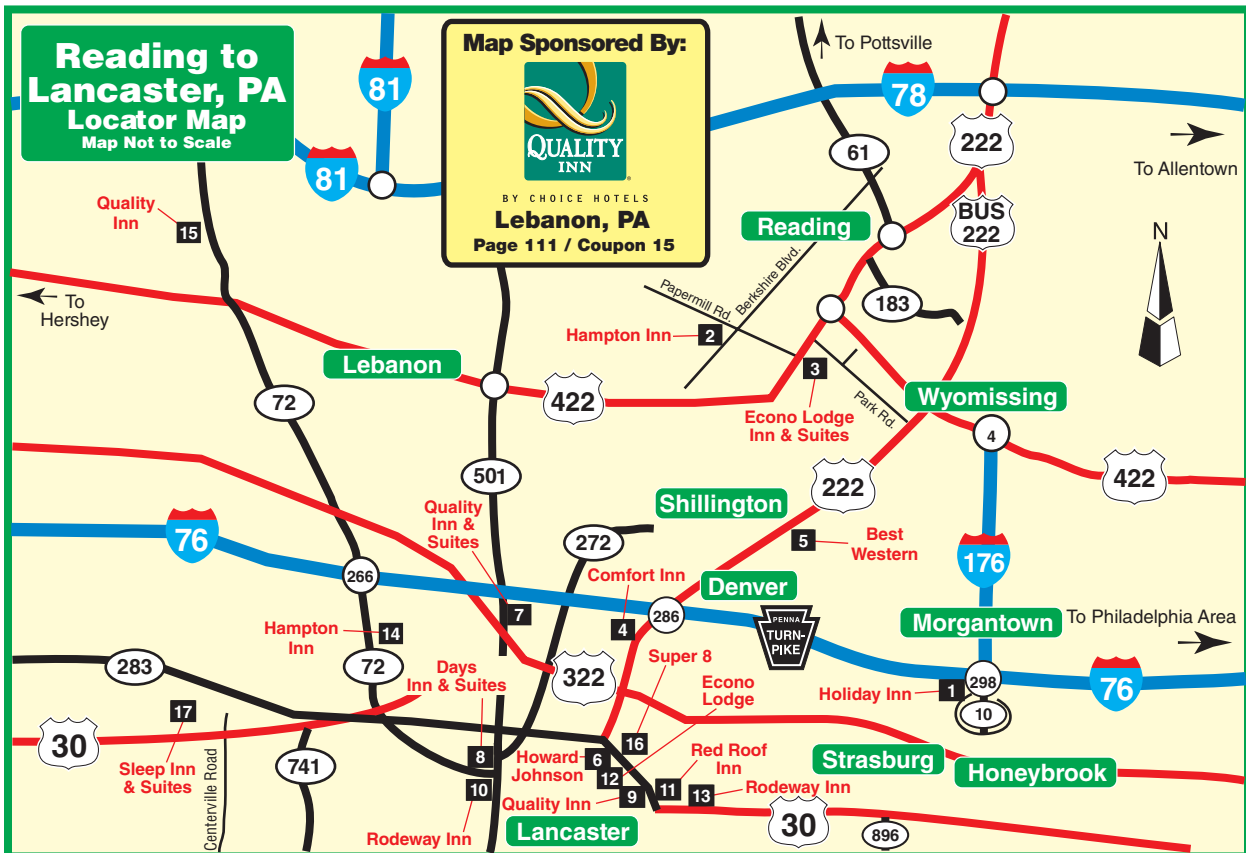 Reading to
Lancaster, PA
Locator Map
Map Not to Scale
81
81
Map Sponsored By:
QUALITY
INN
BY CHOICE HOTELS
Lebanon, PA
Page 111 / Coupon 15
To Pottsville
78
61
222
To Allentown
BUS
222
Quality
Inn
15
Reading
N
To
Hershey
Papermill Rd.
Berkshire Blvd.
183
Hampton Inn
2
Lebanon
3
422
Econo Lodge
Inn & Suites
Park Rd.
Wyomissing
72
4
422
501
222
Shillington
Quality
Inn &
Suites
76
272
5
Best
Western
176
266
Comfort Inn
Denver
286
PENNA
TURN-
PIKE
Morgantown
To Philadelphia Area
7
4
Hampton
Inn
14
72
283
Days
Inn & Suites
322
Super 8
Econo
Lodge
Holiday Inn
1
298
76
10
17
30
Sleep Inn
& Suites
Centerville Road
741
8
10
Rodeway Inn
Howard
Johnson
6
16
12
Quality Inn
9
11
Red Roof
Inn
13
Rodeway Inn
Strasburg
Honeybrook
Lancaster
30
896